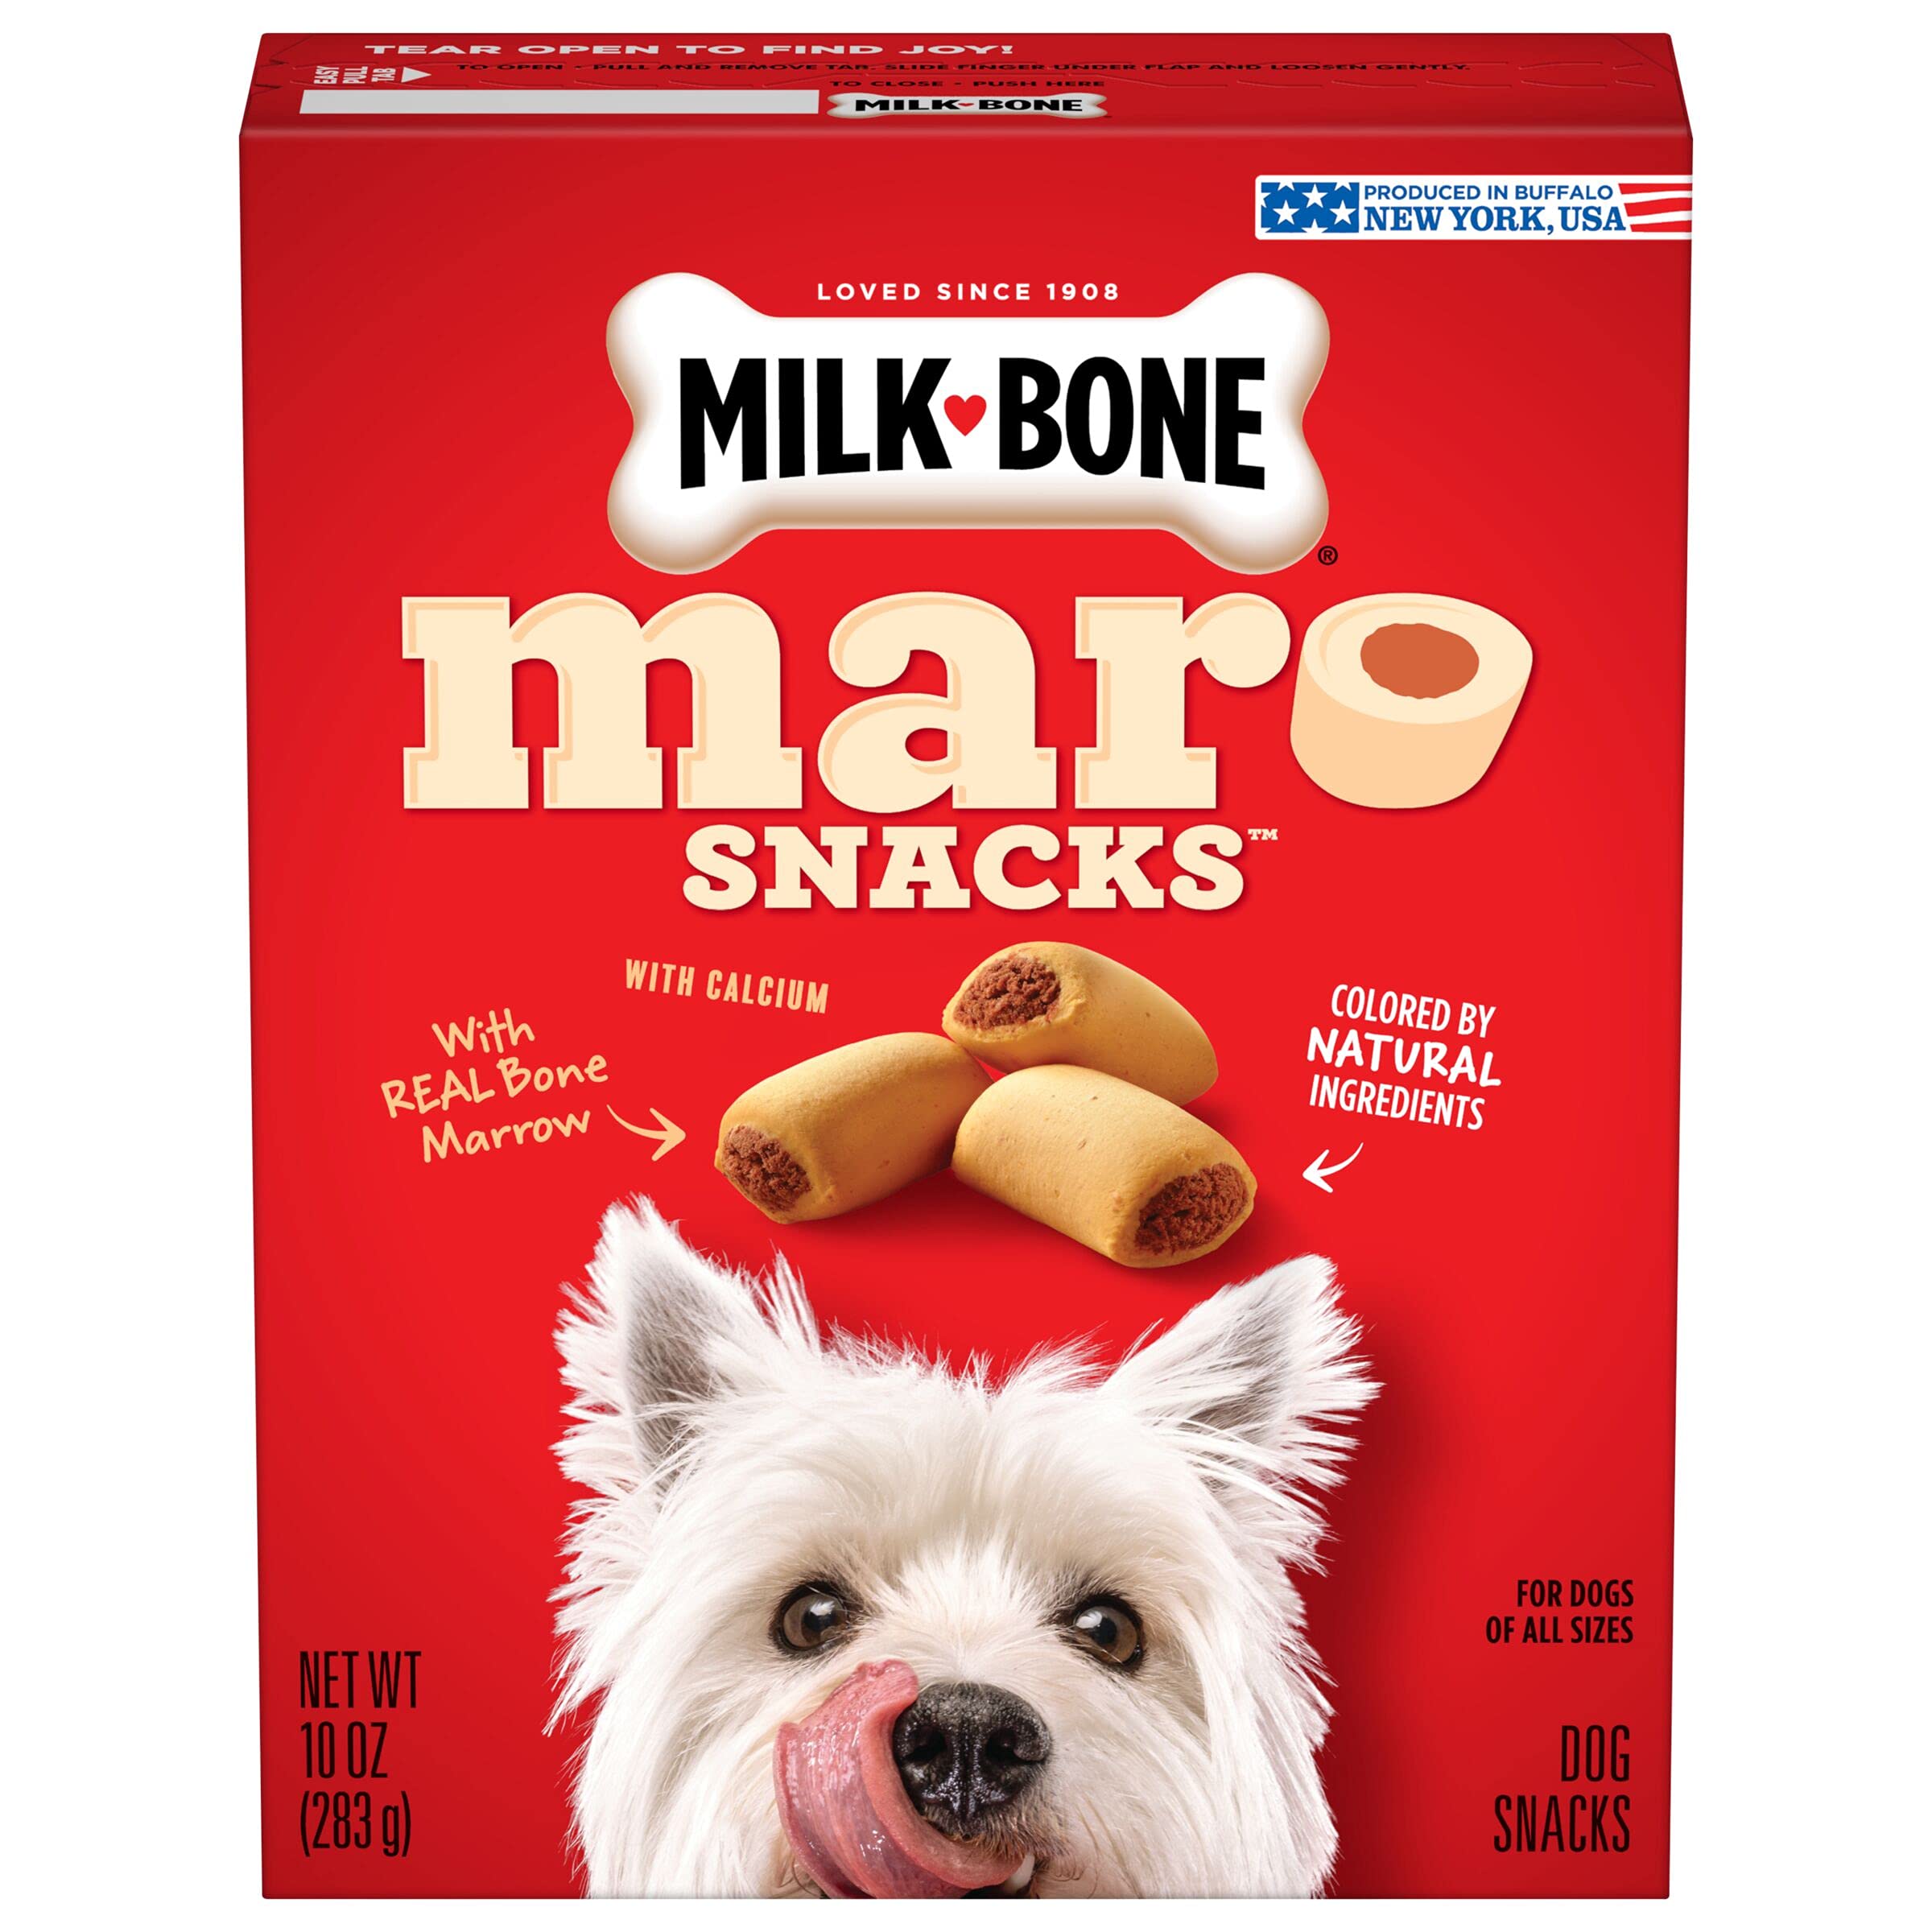 TEAR OPEN TO FIND JOY!
EASY
PULL
TAB
TO OPEN - PULL AND REMOVE TAB. SLIDE FINGER UNDER FLAP AND LOOSEN GENTLY.
TO CLOSE - PUSH HERE
MILK BONE
PRODUCED IN BUFFALO
NEW YORK, USA
LOVED SINCE 1908
MILK BONE
®
maro
SNACKS™
WITH CALCIUM
With
REAL Bone
Marrow
COLORED BY
NATURAL
INGREDIENTS
FOR DOGS
OF ALL SIZES
NET WT
10 OZ
(283 g)
DOG
SNACKS